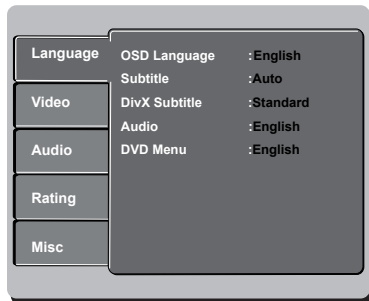 Language
OSD Language :English
Subtitle :Auto
Video
DivX Subtitle :Standard
Audio :English
Audio
DVD Menu :English
Rating
Misc